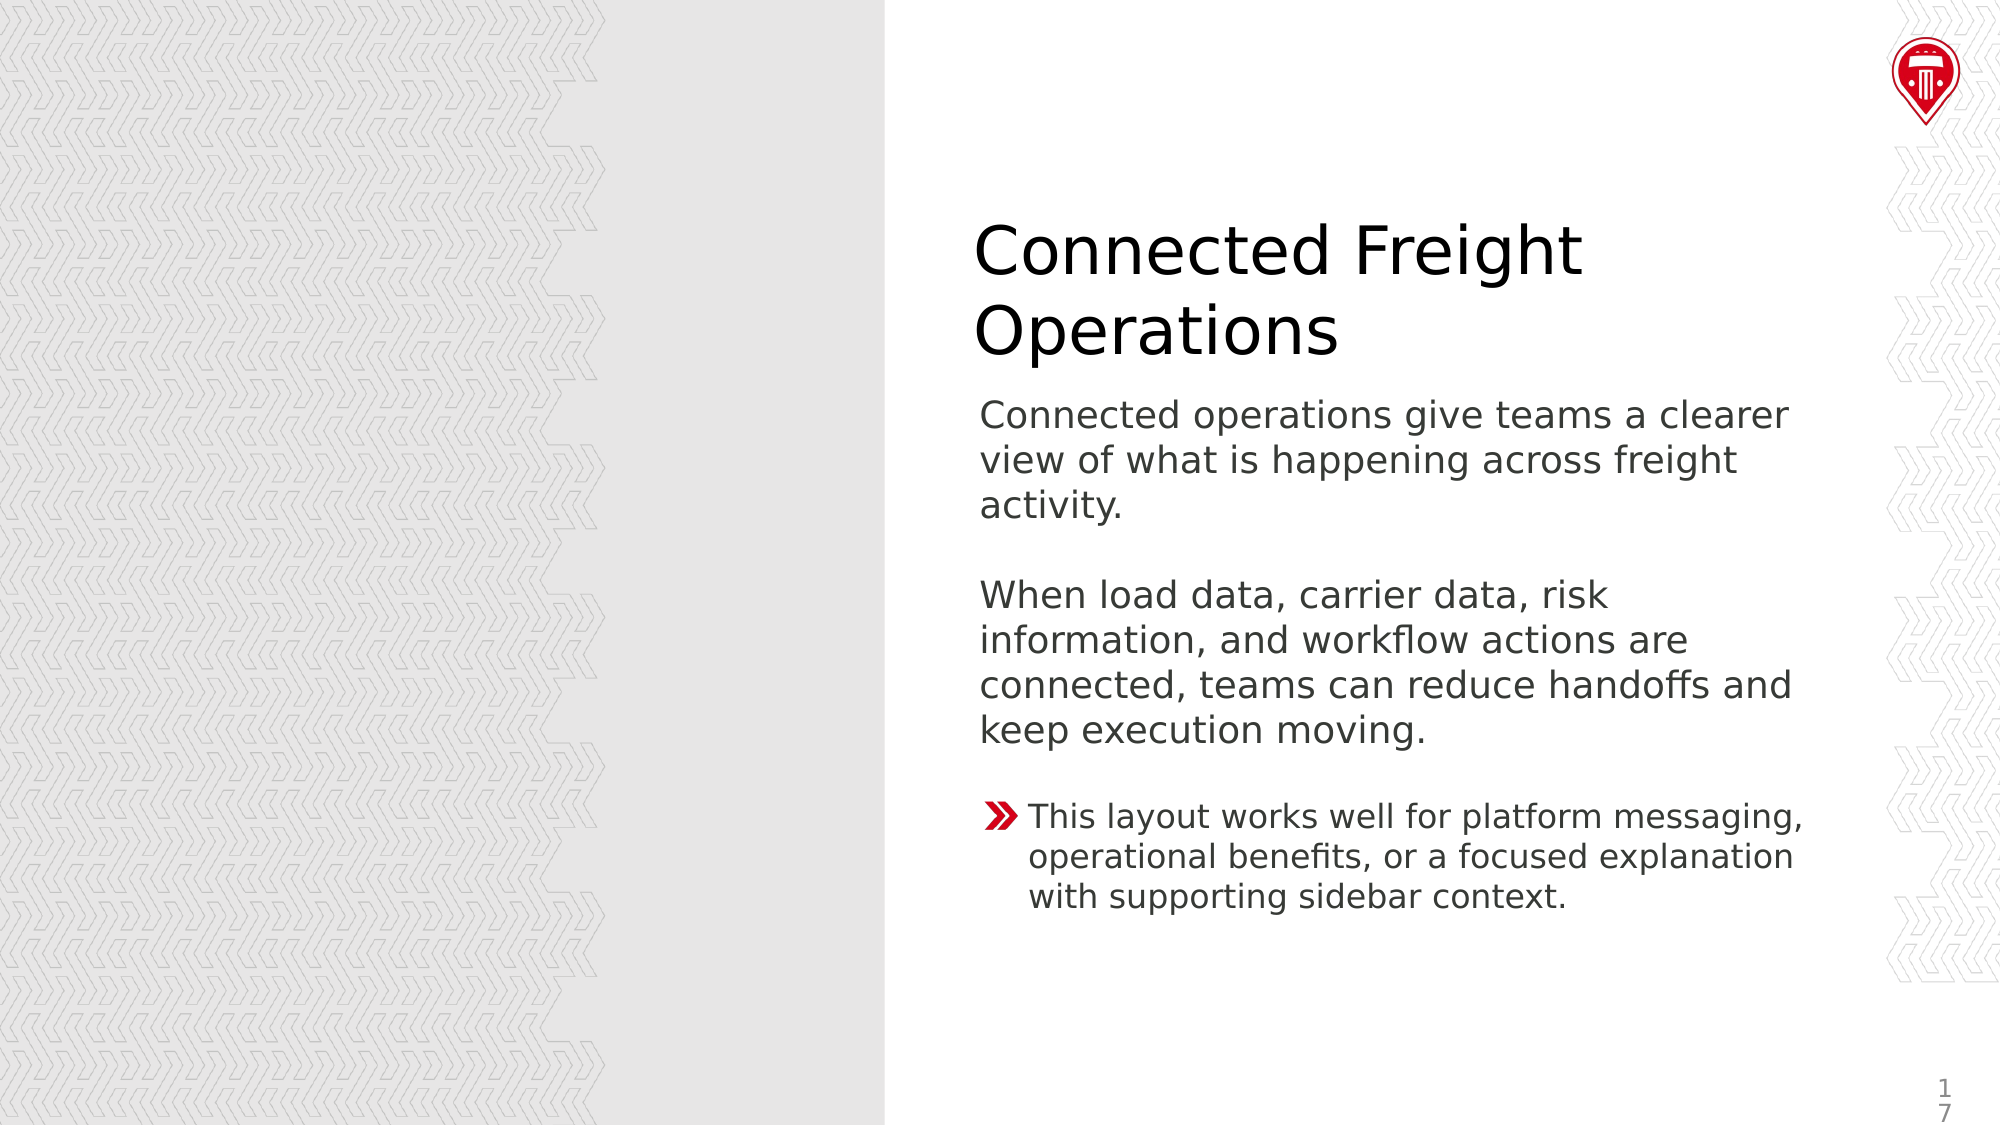 Connected Freight
Operations
Connected operations give teams a clearer
view of what is happening across freight
activity.
When load data, carrier data, risk
information, and workflow actions are
connected, teams can reduce handoffs and
keep execution moving.
This layout works well for platform messaging,
operational benefits, or a focused explanation
with supporting sidebar context.
1
7